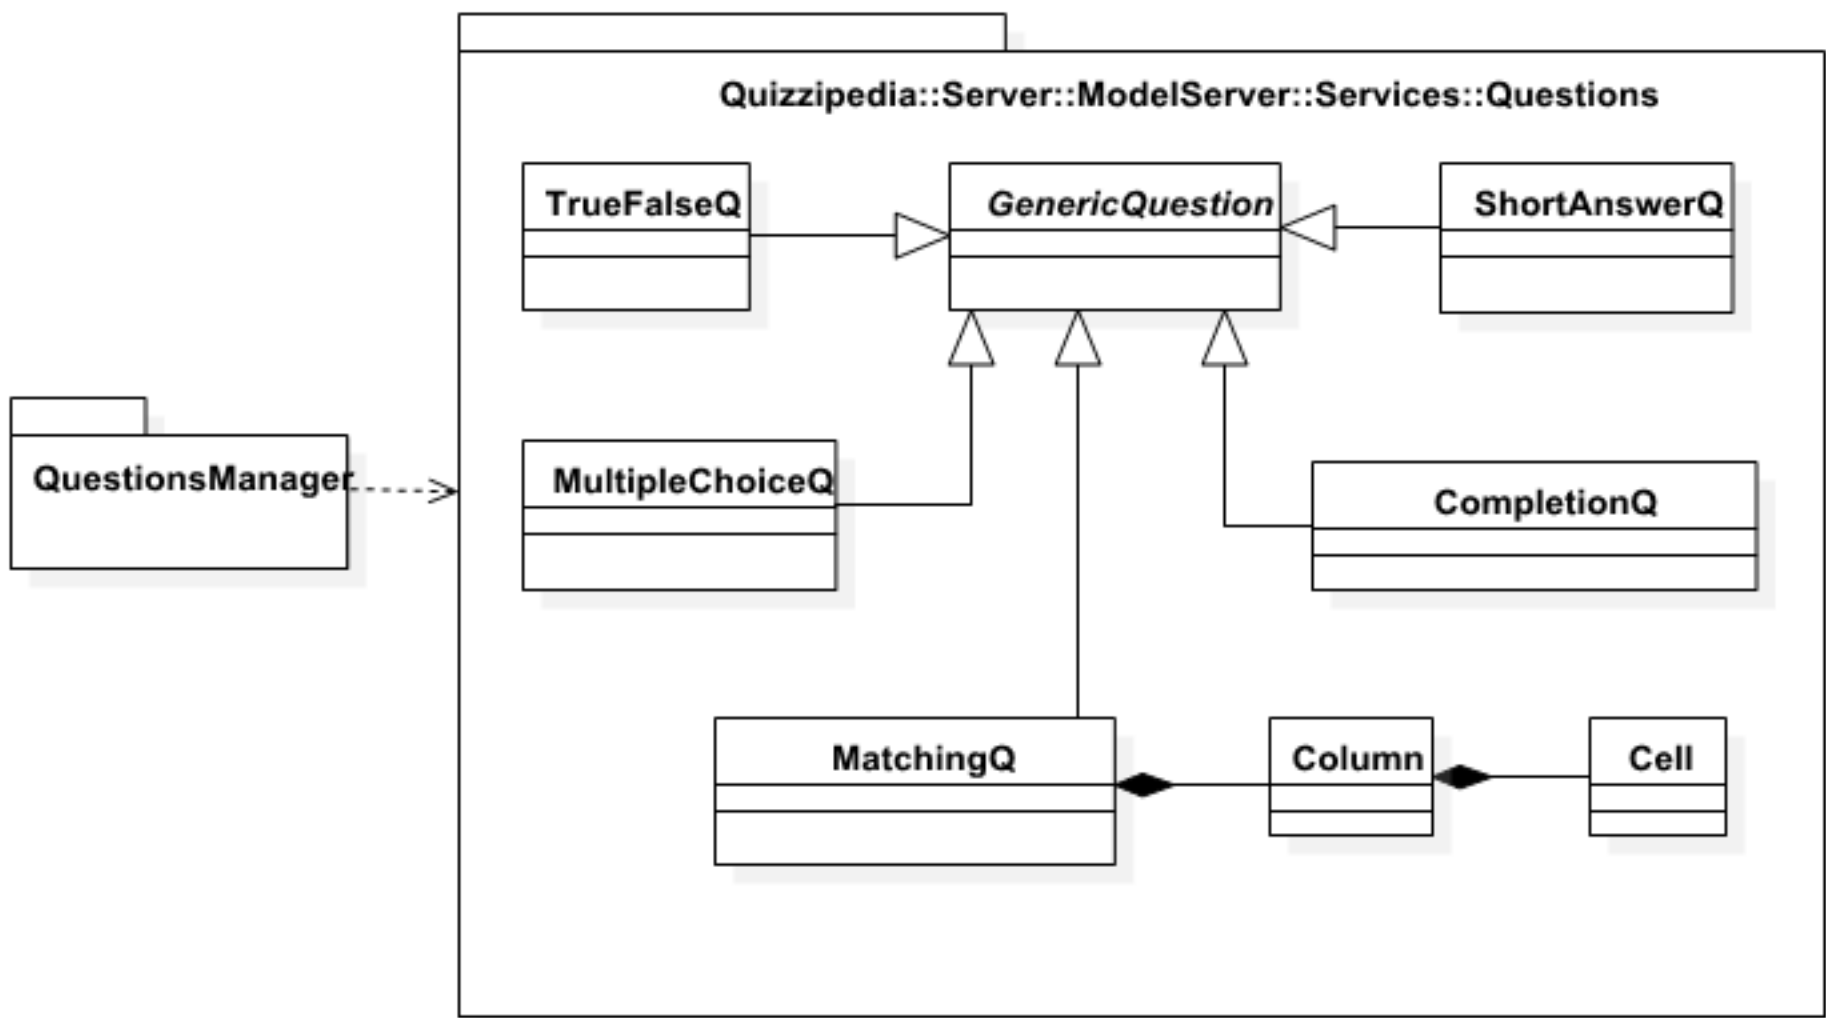 Quizzipedia::Server::ModelServer::Services::Questions
TrueFalseQ
GenericQuestion
ShortAnswerQ
QuestionsManager
MultipleChoiceQ
CompletionQ
MatchingQ
Column
Cell